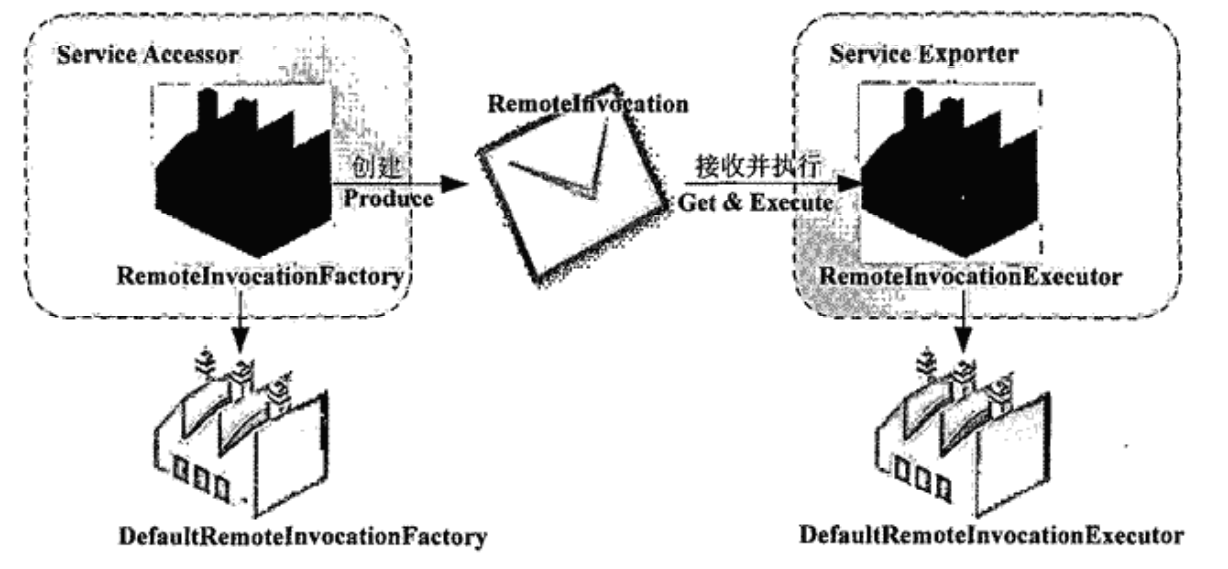 Service Accessor
Service Exporter
RemoteInvocation
创建
Produce
接收并执行
Get & Execute
RemoteInvocationFactory
RemoteInvocationExecutor
DefaultRemoteInvocationFactory
DefaultRemoteInvocationExecutor